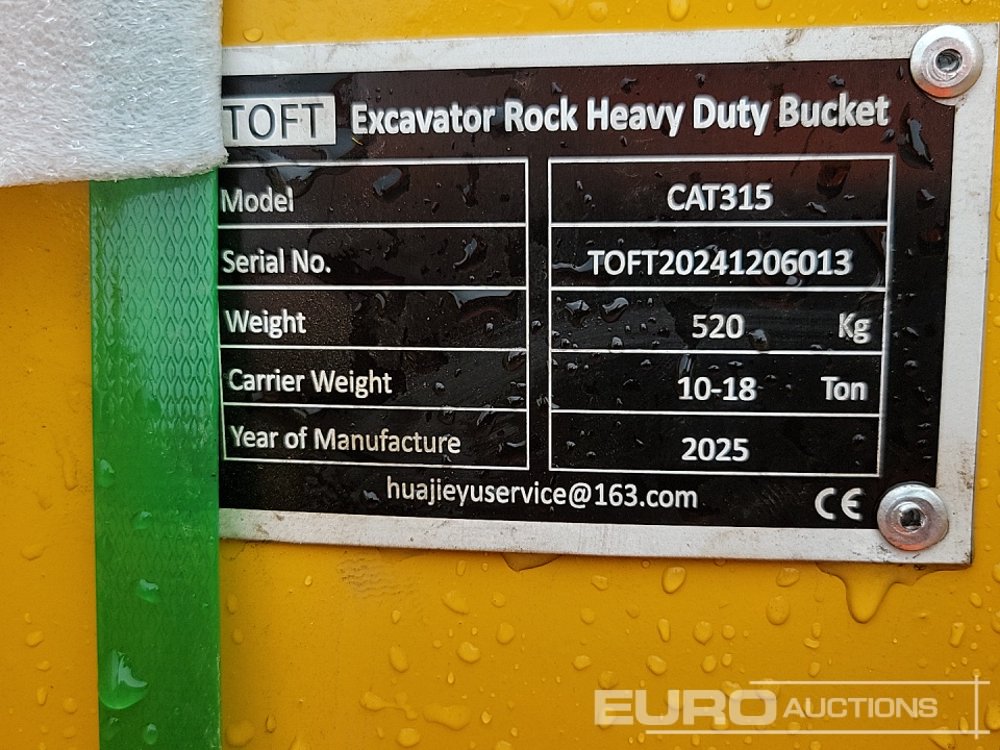 TOFT Excavator Rock Heavy Duty Bucket
Model CAT315
Serial No. TOFT20241206013
Weight 520 Kg
Carrier Weight 10-18 Ton
Year of Manufacture 2025
huajieyuservice@163.com CE
EURO AUCTIONS